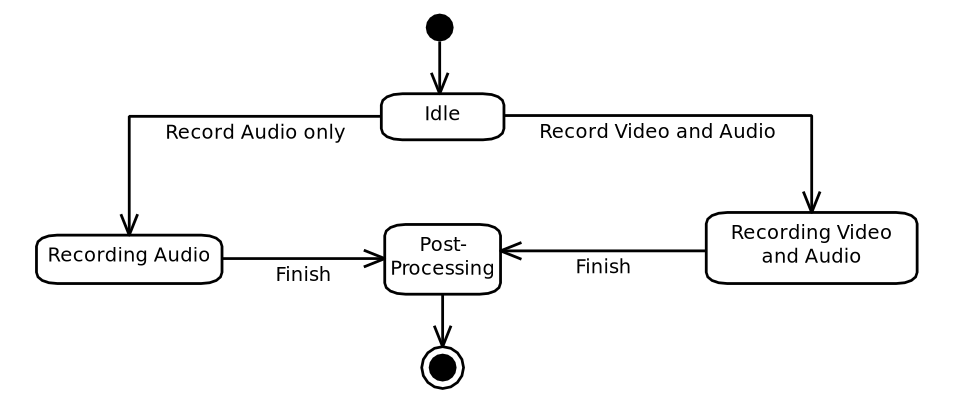 Idle
Record Audio only
Record Video and Audio
Recording Audio
Finish
Post-
Processing
Finish
Recording Video
and Audio